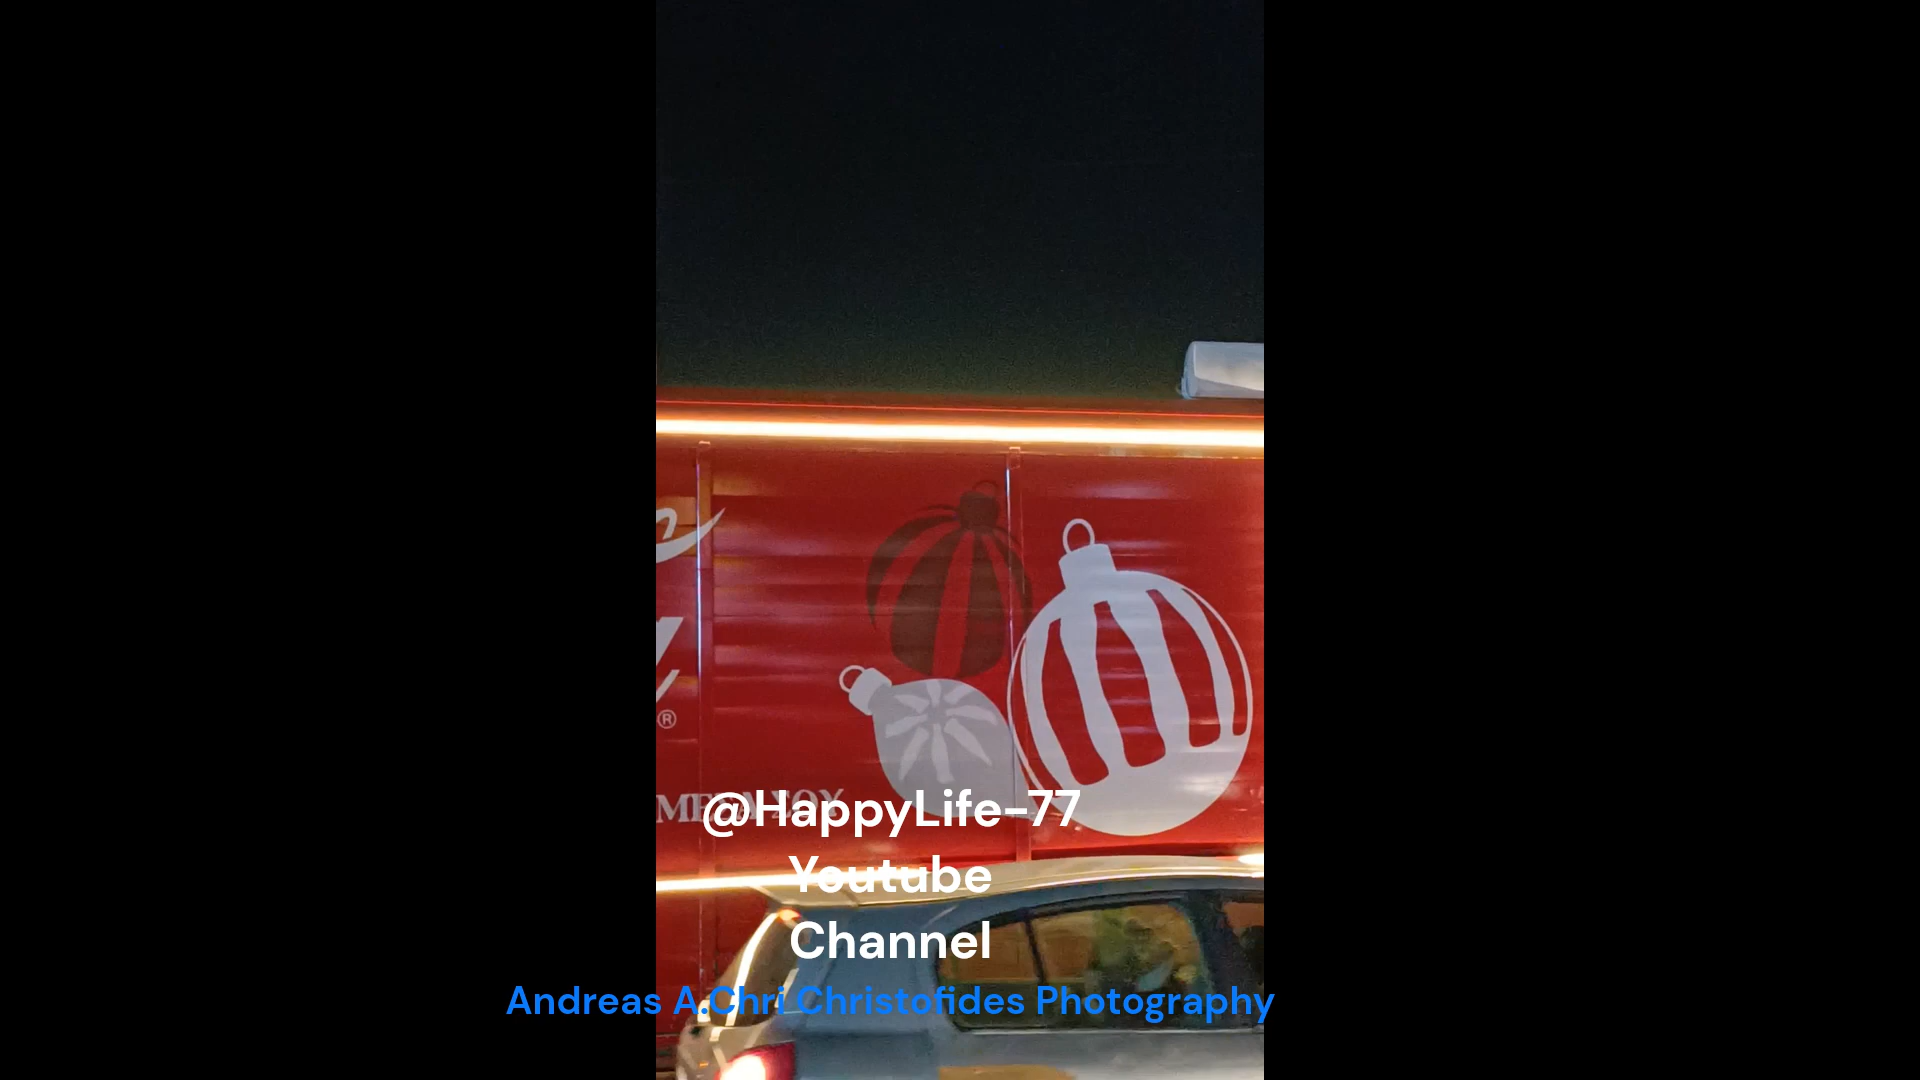 ®
@HappyLife-77
Youtube
Channel
Andreas A.Chri Christofides Photography